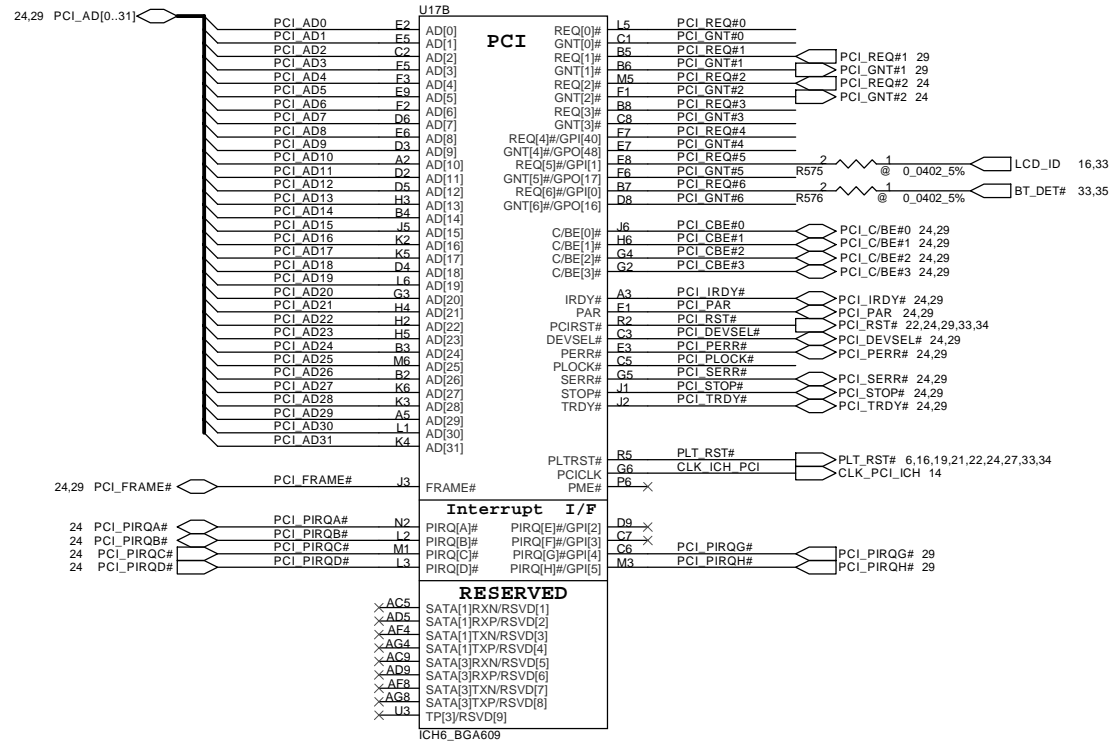 U17B
PCI
24,29 PCI_AD[0..31]
PCI_AD0 E2 AD[0] REQ[0]# L5 PCI_REQ#0
PCI_AD1 E5 AD[1] GNT[0]# C1 PCI_GNT#0
PCI_AD2 C2 AD[2] REQ[1]# B5 PCI_REQ#1 PCI_REQ#1 29
PCI_AD3 F5 AD[3] GNT[1]# B6 PCI_GNT#1 PCI_GNT#1 29
PCI_AD4 F3 AD[4] REQ[2]# M5 PCI_REQ#2 PCI_REQ#2 24
PCI_AD5 E9 AD[5] GNT[2]# F1 PCI_GNT#2 PCI_GNT#2 24
PCI_AD6 F2 AD[6] REQ[3]# B8 PCI_REQ#3
PCI_AD7 D6 AD[7] GNT[3]# C8 PCI_GNT#3
PCI_AD8 E6 AD[8] REQ[4]#/GPI[40] F7 PCI_REQ#4
PCI_AD9 D3 AD[9] GNT[4]#/GPO[48] E7 PCI_GNT#4
PCI_AD10 A2 AD[10] REQ[5]#/GPI[1] E8 PCI_REQ#5 R575 2 1 @ 0_0402_5% LCD_ID 16,33
PCI_AD11 D2 AD[11] GNT[5]#/GPO[17] F6 PCI_GNT#5
PCI_AD12 D5 AD[12] REQ[6]#/GPI[0] B7 PCI_REQ#6 R576 2 1 @ 0_0402_5% BT_DET# 33,35
PCI_AD13 H3 AD[13] GNT[6]#/GPO[16] D8 PCI_GNT#6
PCI_AD14 B4 AD[14]
PCI_AD15 J5 AD[15] C/BE[0]# J6 PCI_CBE#0 PCI_C/BE#0 24,29
PCI_AD16 K2 AD[16] C/BE[1]# H6 PCI_CBE#1 PCI_C/BE#1 24,29
PCI_AD17 K5 AD[17] C/BE[2]# G4 PCI_CBE#2 PCI_C/BE#2 24,29
PCI_AD18 D4 AD[18] C/BE[3]# G2 PCI_CBE#3 PCI_C/BE#3 24,29
PCI_AD19 L6 AD[19]
PCI_AD20 G3 AD[20] IRDY# A3 PCI_IRDY# PCI_IRDY# 24,29
PCI_AD21 H4 AD[21] PAR E1 PCI_PAR PCI_PAR 24,29
PCI_AD22 H2 AD[22] PCIRST# R2 PCI_RST# PCI_RST# 22,24,29,33,34
PCI_AD23 H5 AD[23] DEVSEL# C3 PCI_DEVSEL# PCI_DEVSEL# 24,29
PCI_AD24 B3 AD[24] PERR# E3 PCI_PERR# PCI_PERR# 24,29
PCI_AD25 M6 AD[25] PLOCK# C5 PCI_PLOCK#
PCI_AD26 B2 AD[26] SERR# G5 PCI_SERR# PCI_SERR# 24,29
PCI_AD27 K6 AD[27] STOP# J1 PCI_STOP# PCI_STOP# 24,29
PCI_AD28 K3 AD[28] TRDY# J2 PCI_TRDY# PCI_TRDY# 24,29
PCI_AD29 A5 AD[29]
PCI_AD30 L1 AD[30]
PCI_AD31 K4 AD[31]
PLTRST# R5 PLT_RST# PLT_RST# 6,16,19,21,22,24,27,33,34
PCICLK G6 CLK_ICH_PCI CLK_PCI_ICH 14
24,29 PCI_FRAME# PCI_FRAME# J3 FRAME# PME# P6
Interrupt I/F
24 PCI_PIRQA# PCI_PIRQA# N2 PIRQ[A]# PIRQ[E]#/GPI[2] D9
24 PCI_PIRQB# PCI_PIRQB# L2 PIRQ[B]# PIRQ[F]#/GPI[3] C7
24 PCI_PIRQC# PCI_PIRQC# M1 PIRQ[C]# PIRQ[G]#/GPI[4] C6 PCI_PIRQG# PCI_PIRQG# 29
24 PCI_PIRQD# PCI_PIRQD# L3 PIRQ[D]# PIRQ[H]#/GPI[5] M3 PCI_PIRQH# PCI_PIRQH# 29
RESERVED
AC5 SATA[1]RXN/RSVD[1]
AD5 SATA[1]RXP/RSVD[2]
AF4 SATA[1]TXN/RSVD[3]
AG4 SATA[1]TXP/RSVD[4]
AC9 SATA[3]RXN/RSVD[5]
AD9 SATA[3]RXP/RSVD[6]
AF8 SATA[3]TXN/RSVD[7]
AG8 SATA[3]TXP/RSVD[8]
U3 TP[3]/RSVD[9]
ICH6_BGA609